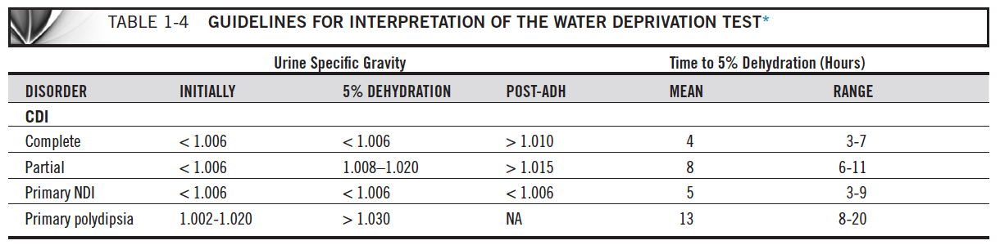 TABLE 1-4 GUIDELINES FOR INTERPRETATION OF THE WATER DEPRIVATION TEST*
Urine Specific Gravity Time to 5% Dehydration (Hours)
DISORDER INITIALLY 5% DEHYDRATION POST-ADH MEAN RANGE
CDI
Complete < 1.006 < 1.006 > 1.010 4 3-7
Partial < 1.006 1.008–1.020 > 1.015 8 6-11
Primary NDI < 1.006 < 1.006 < 1.006 5 3-9
Primary polydipsia 1.002-1.020 > 1.030 NA 13 8-20